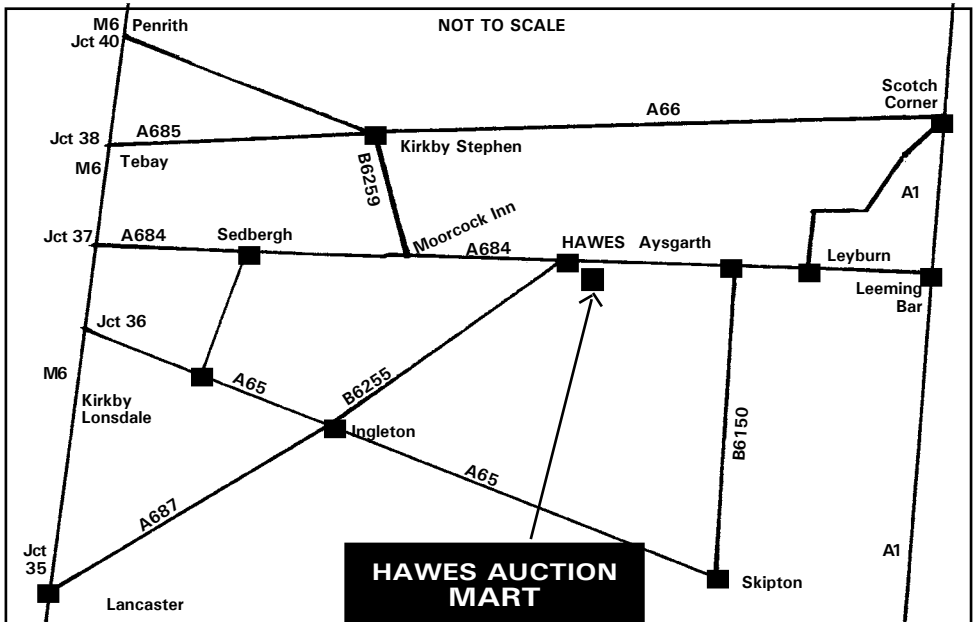 M6 Penrith
Jct 40
NOT TO SCALE
Scotch
Corner
A66
Jct 38
A685
Kirkby Stephen
Tebay
M6
B6259
A1
Moorcock Inn
Jct 37
A684
Sedbergh
A684
HAWES Aysgarth
Leyburn
Leeming
Bar
Jct 36
M6
A65
B6255
Kirkby
Lonsdale
Ingleton
B6150
A65
A687
Jct
35
A1
HAWES AUCTION
MART
Skipton
Lancaster